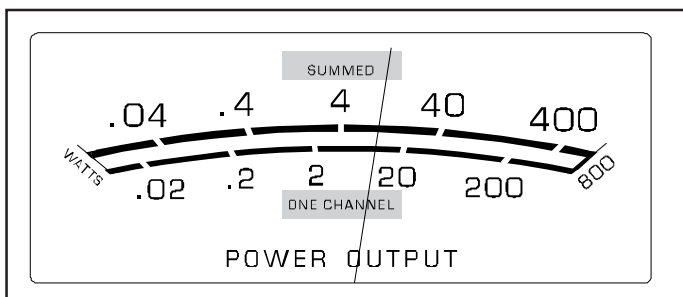 SUMMED
.04 .4 4 40 400
WATTS 800
.02 .2 2 20 200
ONE CHANNEL
POWER OUTPUT